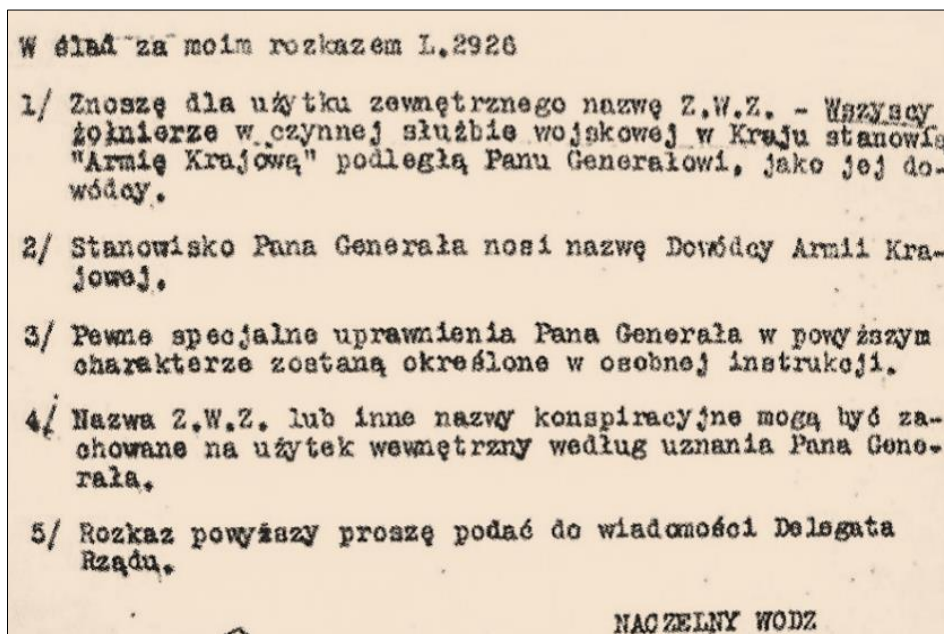 W ślad za moim rozkazem L.2926
1/ Znoszę dla użytku zewnętrznego nazwę Z.W.Z. - Wszyscy
żołnierze w czynnej służbie wojskowej w Kraju stanowią
"Armię Krajową" podległą Panu Generałowi, jako jej do-
wódcy.
2/ Stanowisko Pana Generała nosi nazwę Dowódcy Armii Kra-
jowej.
3/ Pewne specjalne uprawnienia Pana Generała w powyższym
charakterze zostaną określone w osobnej instrukcji.
4/ Nazwa Z.W.Z. lub inne nazwy konspiracyjne mogą być za-
chowane na użytek wewnętrzny według uznania Pana Gene-
rała.
5/ Rozkaz powyższy proszę podać do wiadomości Delegata
Rządu.
NACZELNY WODZ